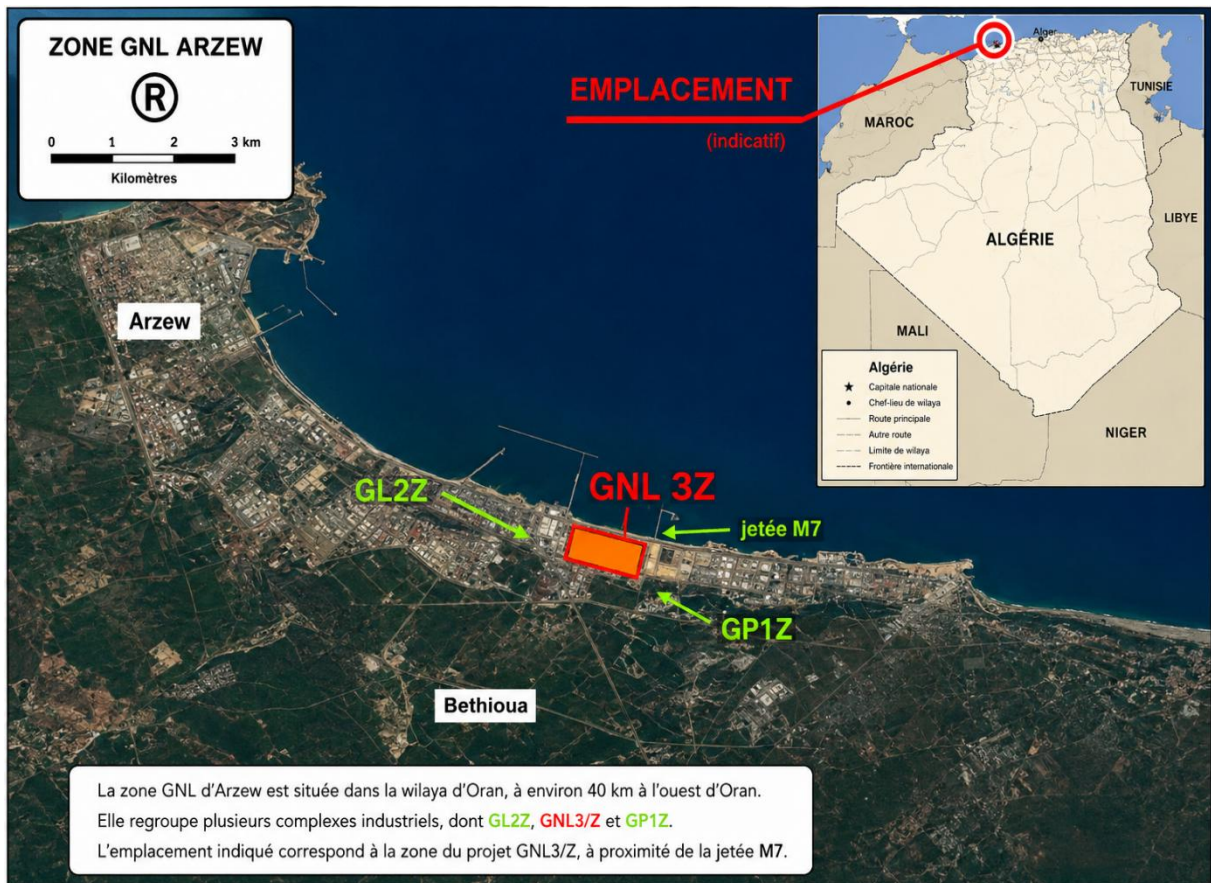 ZONE GNL ARZEW
®
0 1 2 3 km
Kilomètres
EMPLACEMENT
(indicatif)
Alger
TUNISIE
MAROC
LIBYE
ALGÉRIE
MALI
NIGER
Algérie
Capitale nationale
Chef-lieu de wilaya
Route principale
Autre route
Limite de wilaya
Frontière internationale
Arzew
GL2Z
GNL 3Z
jetée M7
GP1Z
Bethioua
La zone GNL d'Arzew est située dans la wilaya d'Oran, à environ 40 km à l'ouest d'Oran.
Elle regroupe plusieurs complexes industriels, dont GL2Z, GNL3/Z et GP1Z.
L'emplacement indiqué correspond à la zone du projet GNL3/Z, à proximité de la jetée M7.